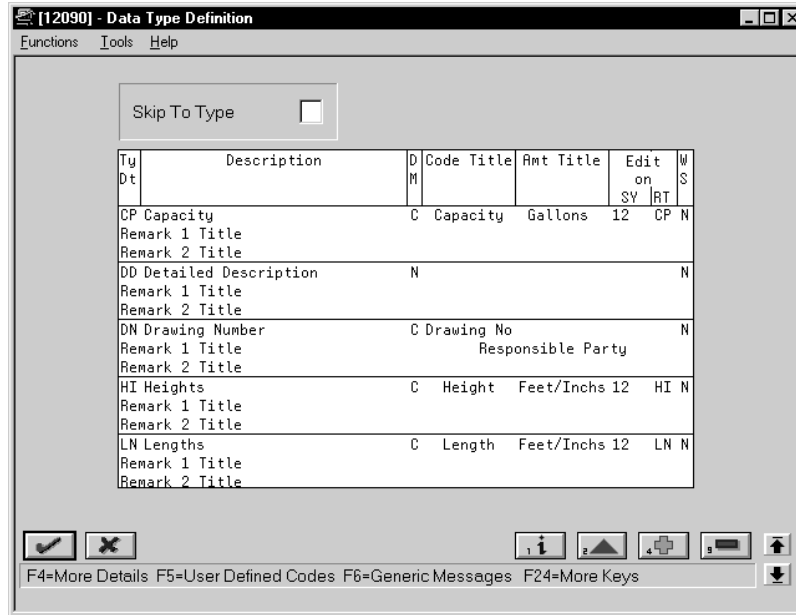 [12090] - Data Type Definition
Functions Tools Help
Skip To Type
Ty Description D Code Title Amt Title Edit W
Dt M on S
SY RT
CP Capacity C Capacity Gallons 12 CP N
Remark 1 Title
Remark 2 Title
DD Detailed Description N N
Remark 1 Title
Remark 2 Title
DN Drawing Number C Drawing No N
Remark 1 Title Responsible Party
Remark 2 Title
HI Heights C Height Feet/Inchs 12 HI N
Remark 1 Title
Remark 2 Title
LN Lengths C Length Feet/Inchs 12 LN N
Remark 1 Title
Remark 2 Title
1 i 2 4 9
F4=More Details F5=User Defined Codes F6=Generic Messages F24=More Keys